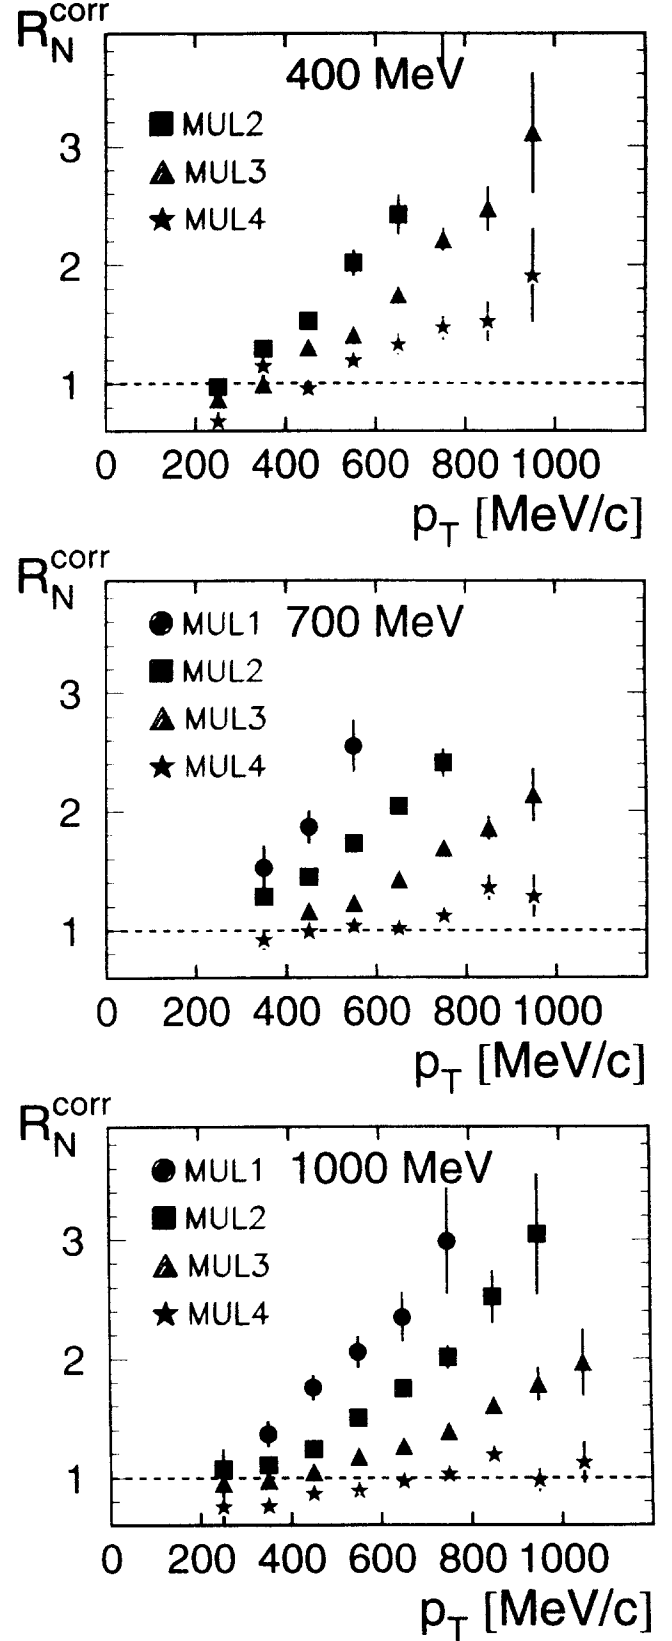 R_N^corr
400 MeV
MUL2
MUL3
MUL4
3
2
1
0 200 400 600 800 1000
p_T [MeV/c]
R_N^corr
MUL1 700 MeV
MUL2
MUL3
MUL4
3
2
1
0 200 400 600 800 1000
p_T [MeV/c]
R_N^corr
MUL1 1000 MeV
MUL2
MUL3
MUL4
3
2
1
0 200 400 600 800 1000
p_T [MeV/c]